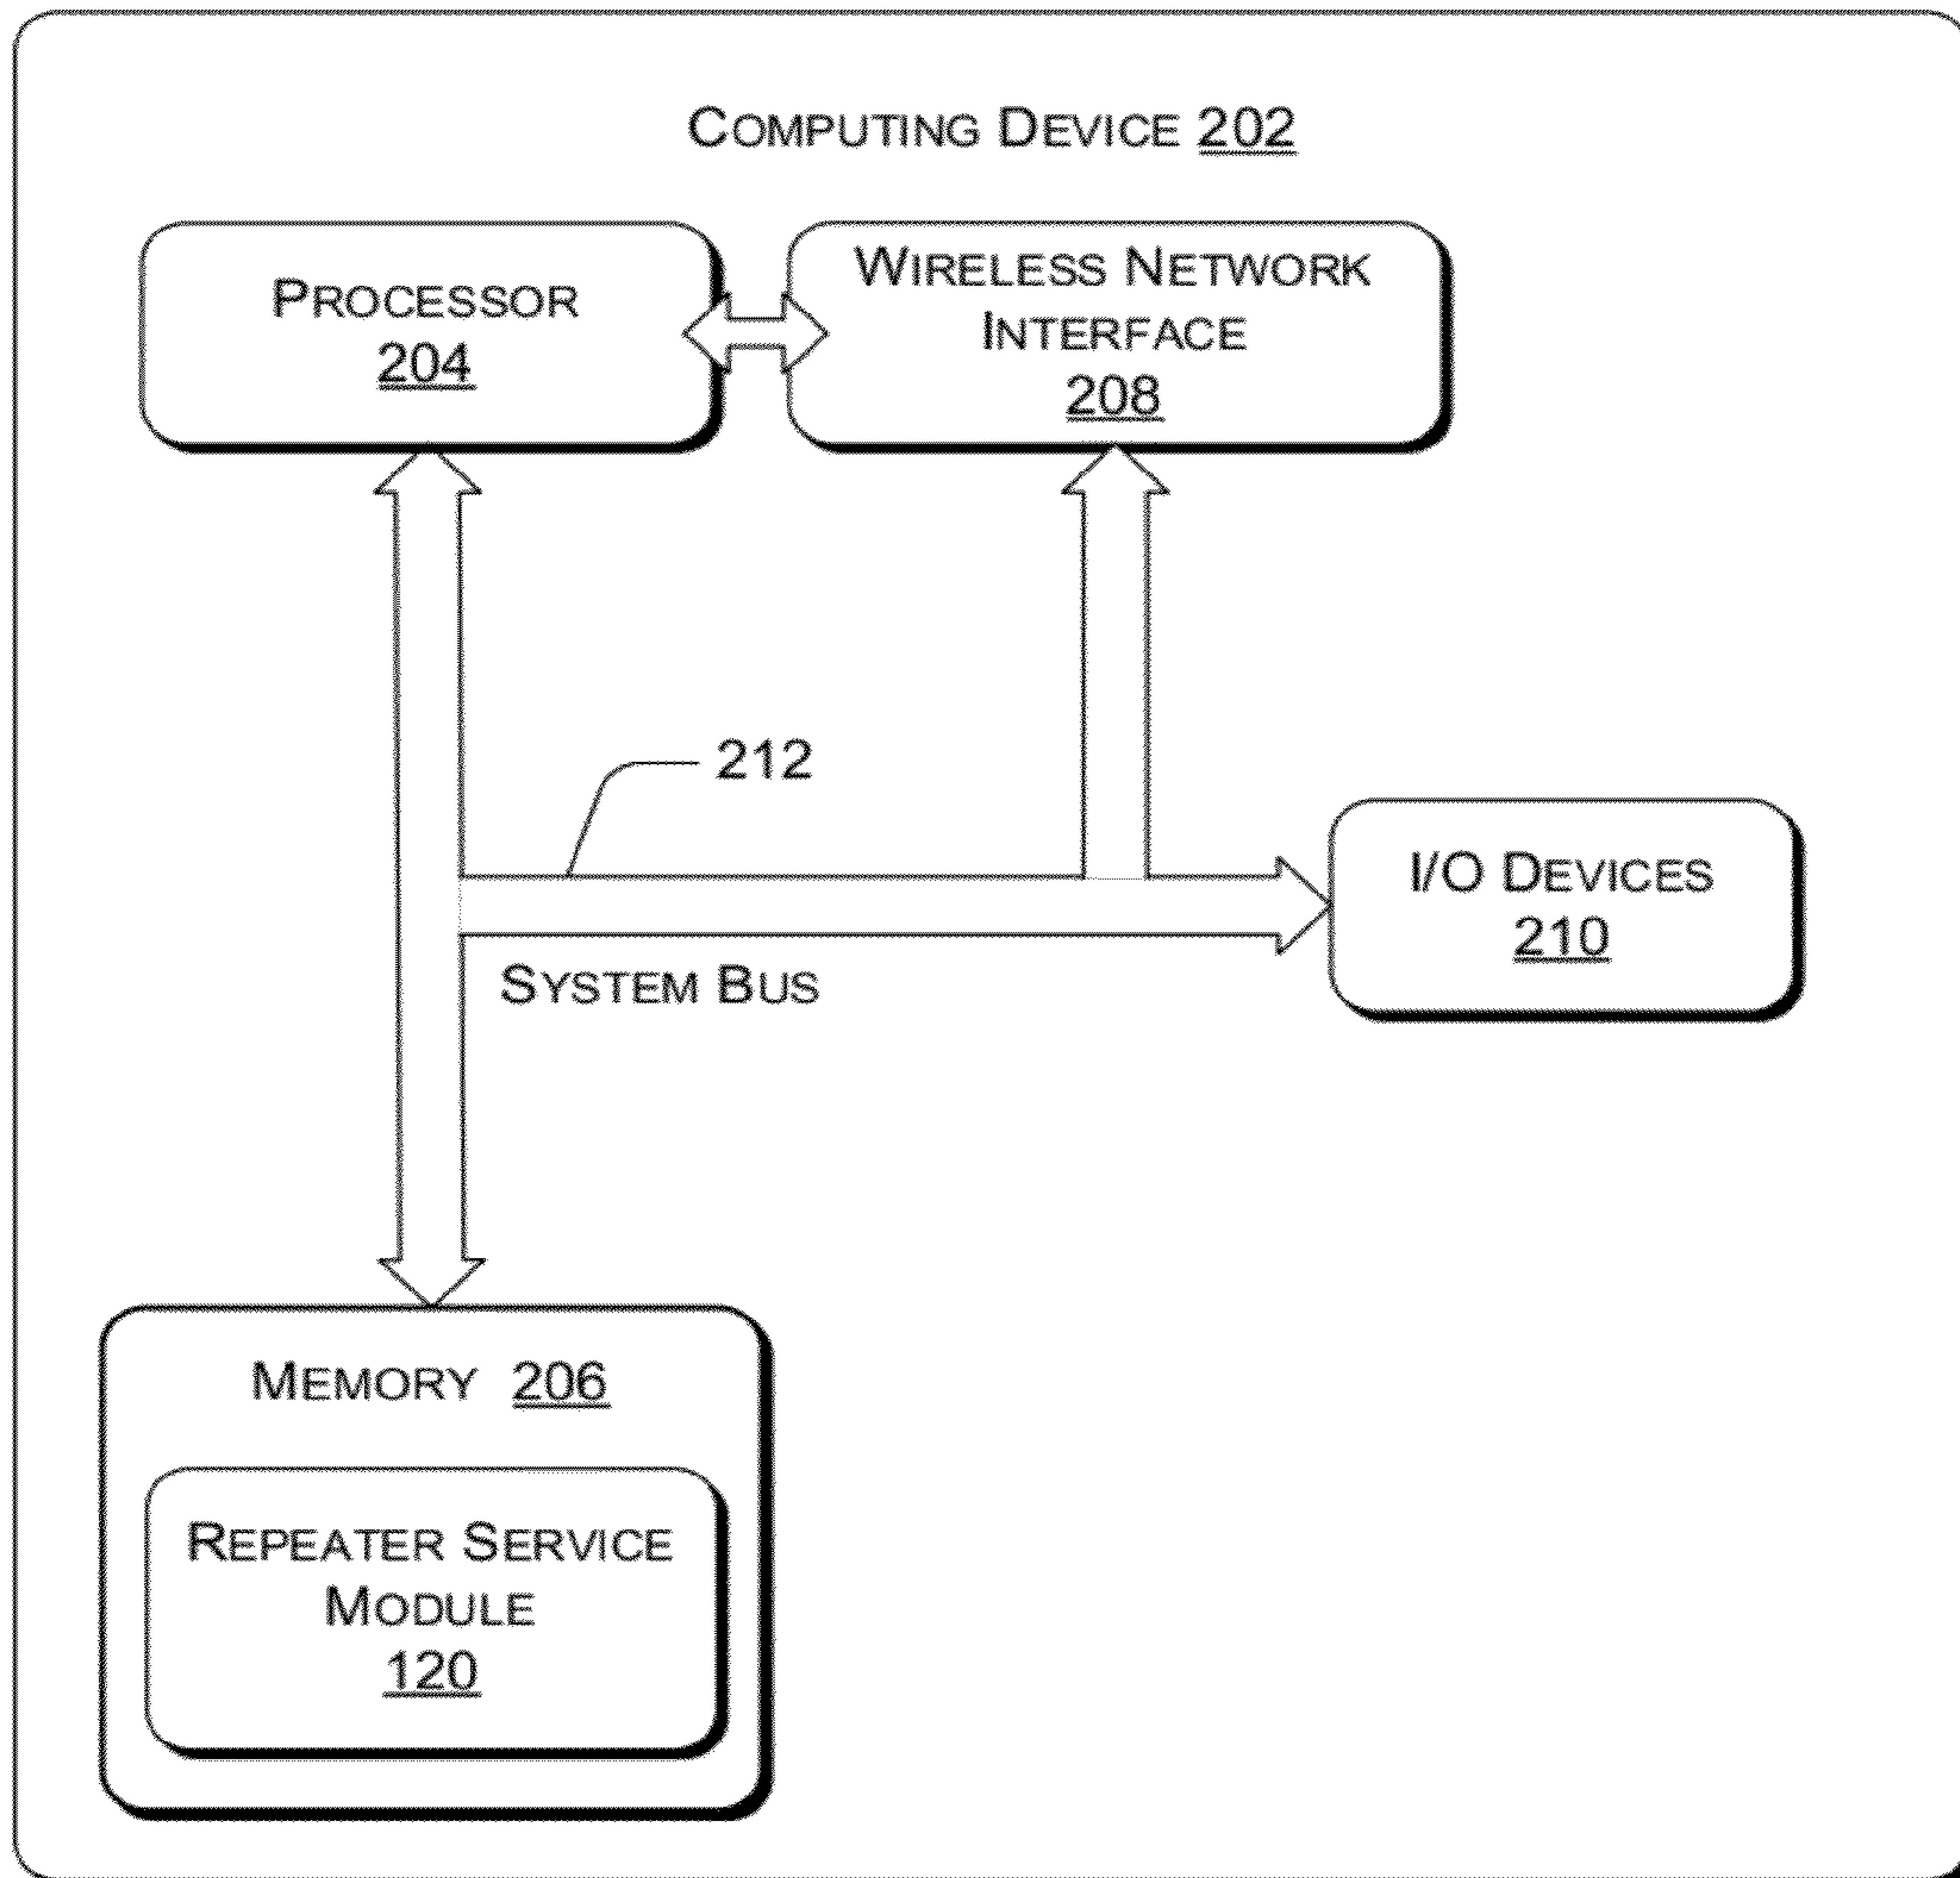 COMPUTING DEVICE 202
PROCESSOR
204
WIRELESS NETWORK
INTERFACE
208
212
I/O DEVICES
210
SYSTEM BUS
MEMORY 206
REPEATER SERVICE
MODULE
120